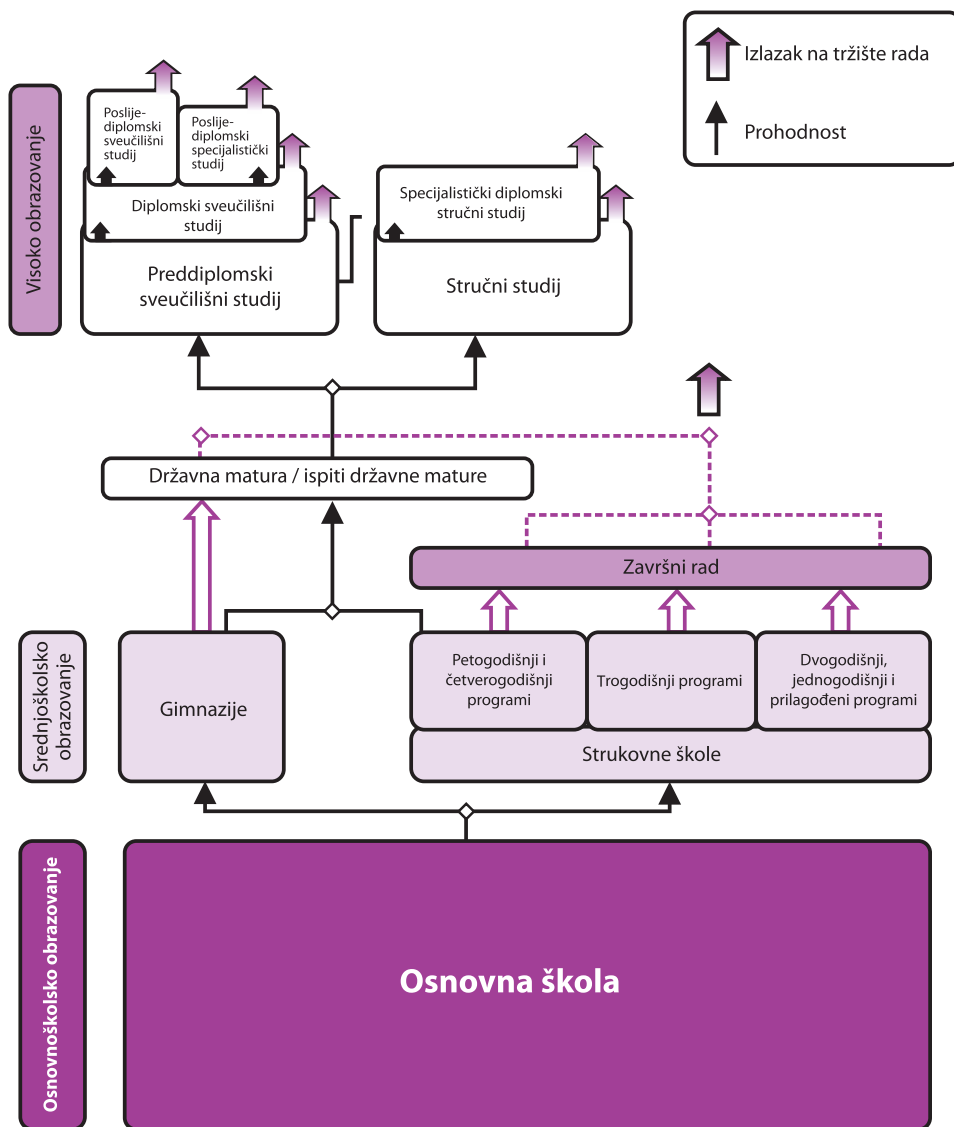 Izlazak na tržište rada
Prohodnost
Visoko obrazovanje
Poslije-
diplomski
sveučilišni
studij
Poslije-
diplomski
specijalistički
studij
Diplomski sveučilišni
studij
Preddiplomski
sveučilišni studij
Specijalistički diplomski
stručni studij
Stručni studij
Državna matura / ispiti državne mature
Završni rad
Srednjoškolsko
obrazovanje
Gimnazije
Petogodišnji i
četverogodišnji
programi
Trogodišnji programi
Dvogodišnji,
jednogodišnji i
prilagođeni programi
Strukovne škole
Osnovnoškolsko obrazovanje
Osnovna škola